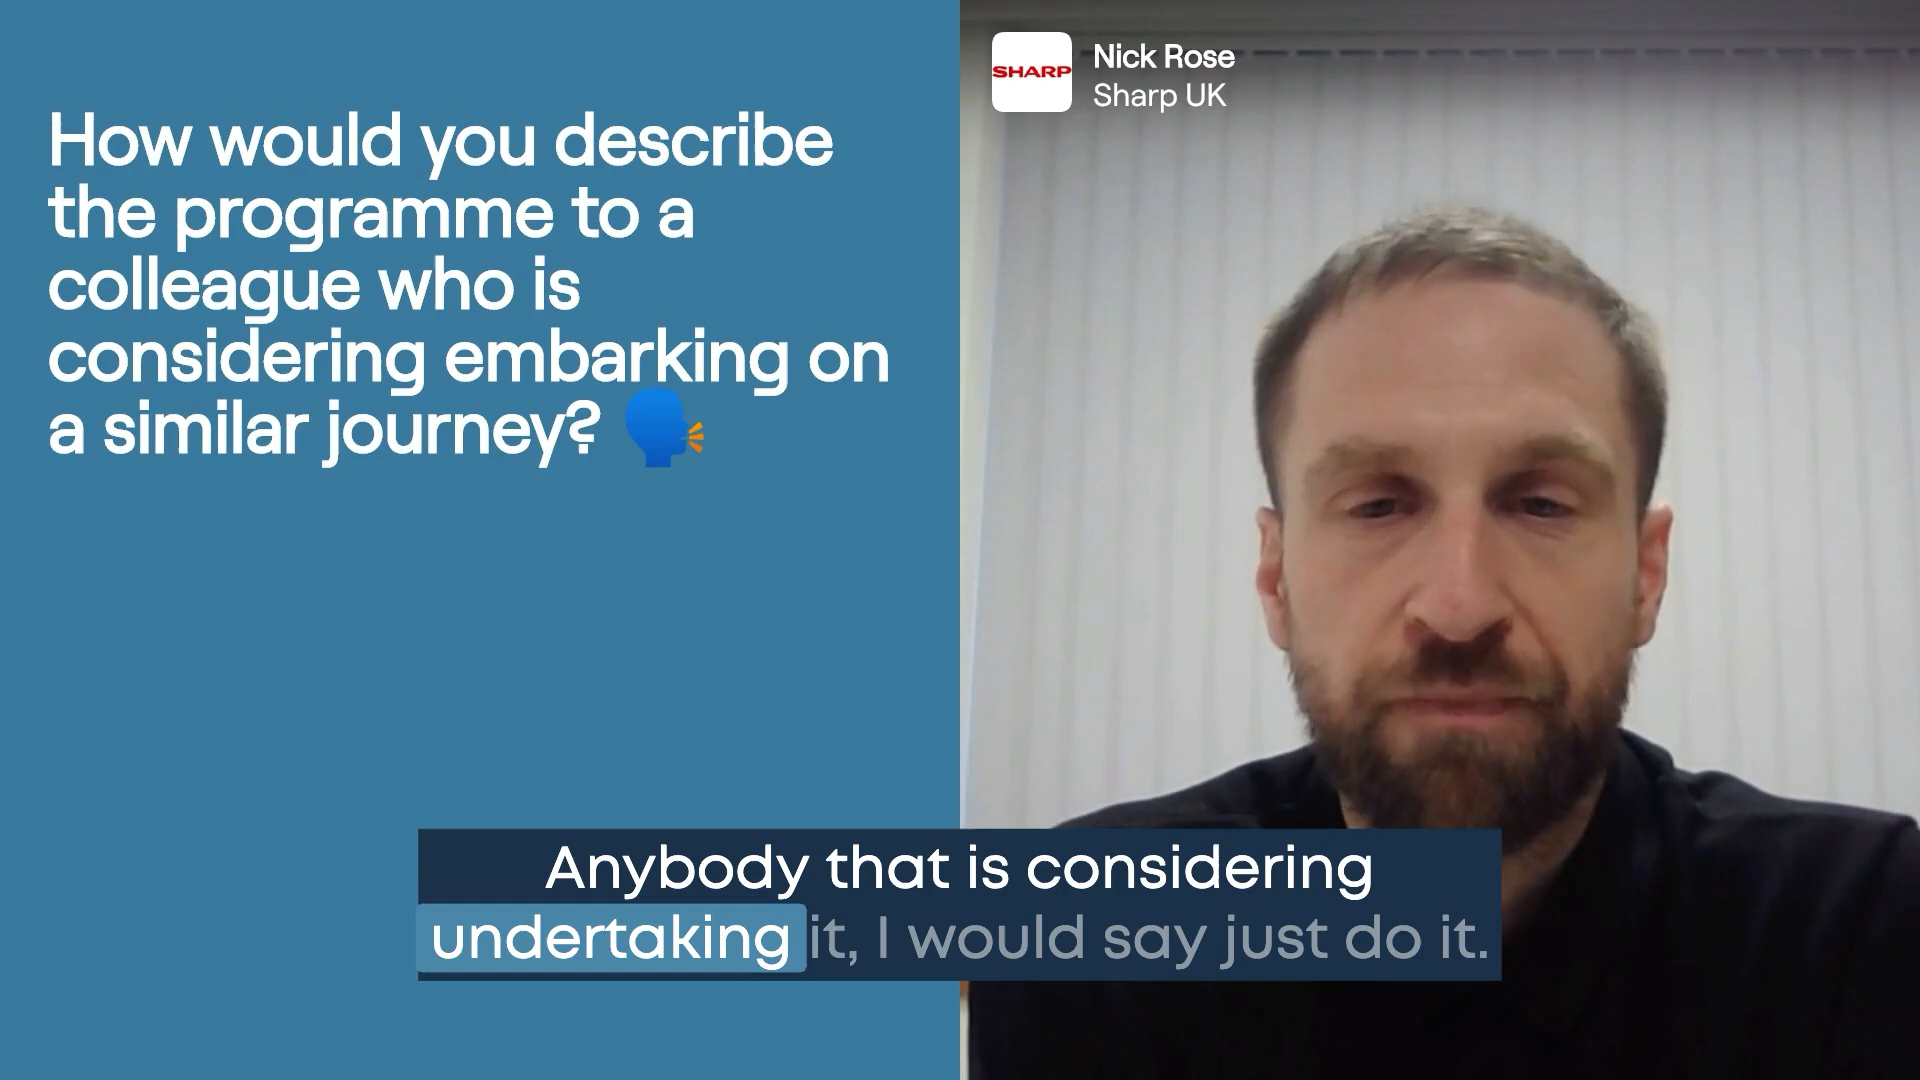 How would you describe
the programme to a
colleague who is
considering embarking on
a similar journey? 🗣️
SHARP
Nick Rose
Sharp UK
Anybody that is considering
undertaking it, I would say just do it.